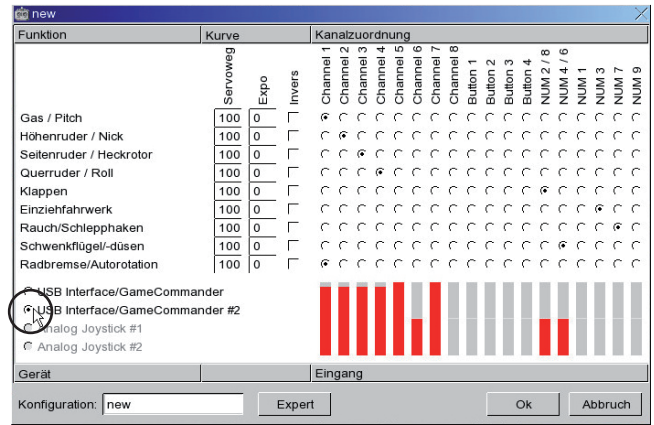 new
Funktion Kurve Kanalzuordnung
Servoweg Expo Invers Channel 1 Channel 2 Channel 3 Channel 4 Channel 5 Channel 6 Channel 7 Channel 8 Button 1 Button 2 Button 3 Button 4 NUM 2 / 8 NUM 4 / 6 NUM 1 NUM 3 NUM 7 NUM 9
Gas / Pitch 100 0
Höhenruder / Nick 100 0
Seitenruder / Heckrotor 100 0
Querruder / Roll 100 0
Klappen 100 0
Einziehfahrwerk 100 0
Rauch/Schlepphaken 100 0
Schwenkflügel/-düsen 100 0
Radbremse/Autorotation 100 0
USB Interface/GameCommander
USB Interface/GameCommander #2
Analog Joystick #1
Analog Joystick #2
Gerät Eingang
Konfiguration: new Expert Ok Abbruch